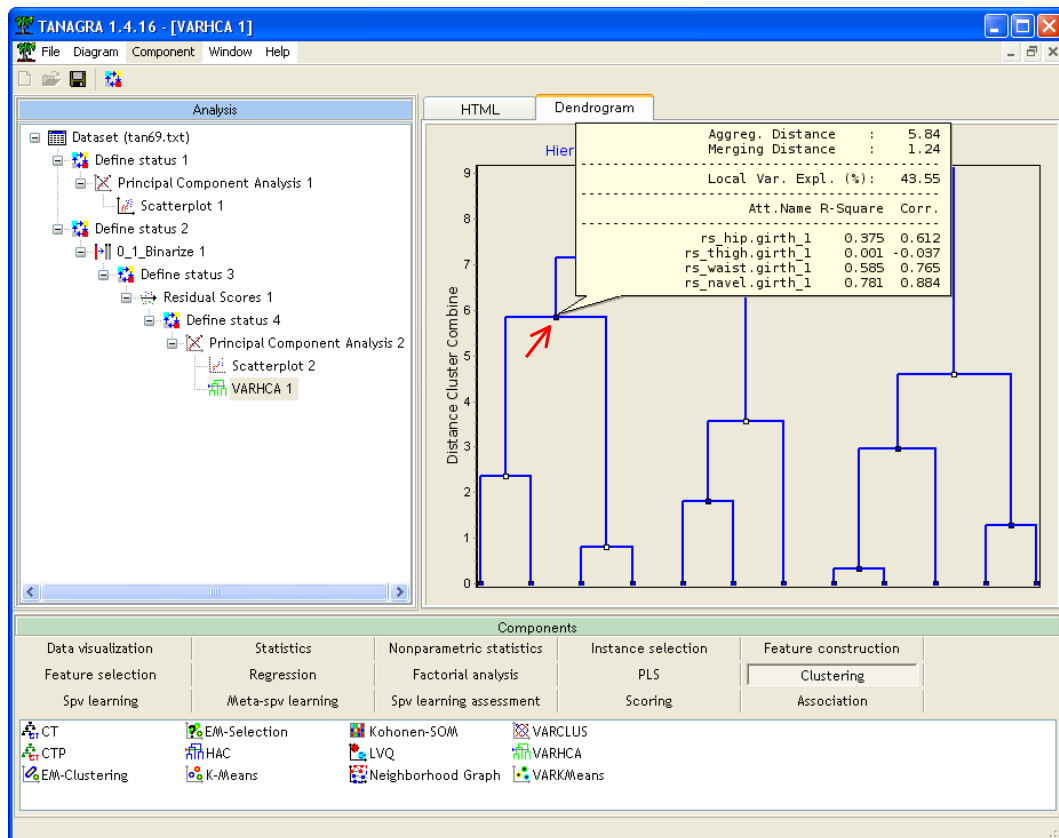 TANAGRA 1.4.16 - [VARHCA 1]
File Diagram Component Window Help
Analysis
Dataset (tan69.txt)
Define status 1
Principal Component Analysis 1
Scatterplot 1
Define status 2
0_1_Binarize 1
Define status 3
Residual Scores 1
Define status 4
Principal Component Analysis 2
Scatterplot 2
VARHCA 1
HTML Dendrogram
Hier
Aggreg. Distance : 5.84
Merging Distance : 1.24
Local Var. Expl. (%): 43.55
Att.Name R-Square Corr.
rs_hip.girth_1 0.375 0.612
rs_thigh.girth_1 0.001 -0.037
rs_waist.girth_1 0.585 0.765
rs_navel.girth_1 0.781 0.884
Distance Cluster Combine
9
8
7
6
5
4
3
2
1
0
Components
Data visualization Statistics Nonparametric statistics Instance selection Feature construction
Feature selection Regression Factorial analysis PLS Clustering
Spv learning Meta-spv learning Spv learning assessment Scoring Association
CT EM-Selection Kohonen-SOM VARCLUS
CTP HAC LVQ VARHCA
EM-Clustering K-Means Neighborhood Graph VARKMeans